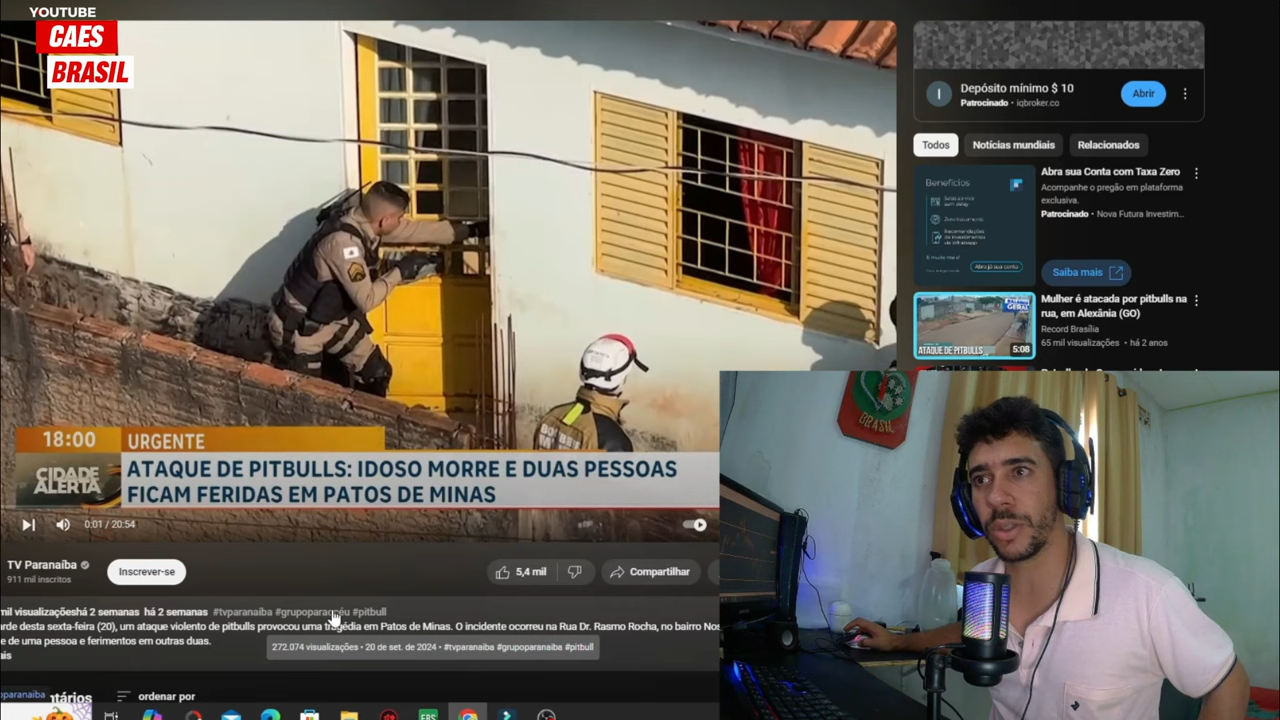 YOUTUBE
CAES
BRASIL
Depósito mínimo $ 10
Patrocinado • iqbroker.co
Abrir
Todos
Notícias mundiais
Relacionados
Benefícios
Abra sua Conta com Taxa Zero
Acompanhe o pregão em plataforma
exclusiva.
Patrocinado • Nova Futura Investim...
Abra já sua conta
Saiba mais
Mulher é atacada por pitbulls na
rua, em Alexânia (GO)
Record Brasília
65 mil visualizações • há 2 anos
ATAQUE DE PITBULLS
5:08
BRASIL
18:00
URGENTE
CIDADE
ALERTA
ATAQUE DE PITBULLS: IDOSO MORRE E DUAS PESSOAS
FICAM FERIDAS EM PATOS DE MINAS
0:01 / 20:54
TV Paranaíba
911 mil inscritos
Inscrever-se
5,4 mil
Compartilhar
mil visualizaçõeshá 2 semanas há 2 semanas #tvparanaiba #pitbull
rde desta sexta-feira (20), um ataque violento de pitbulls provocou uma tragédia em Patos de Minas. O incidente ocorreu na Rua Dr. Rasmo Rocha, no bairro Nos
e de uma pessoa e ferimentos em outras duas.
ais
272.074 visualizações • 20 de set. de 2024 • #tvparanaiba #grupoparanaiba #pitbull
oparanaiba
ntários
ordenar por